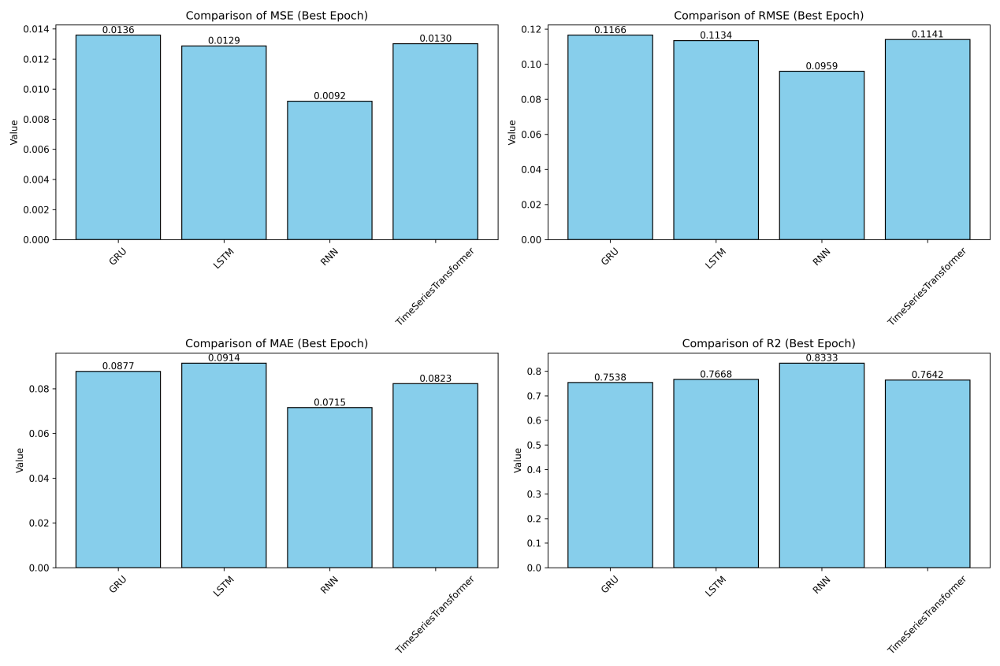 Comparison of MSE (Best Epoch)
Value
0.014
0.012
0.010
0.008
0.006
0.004
0.002
0.000
0.0136
0.0129
0.0092
0.0130
GRU
LSTM
RNN
TimeSeriesTransformer
Comparison of RMSE (Best Epoch)
Value
0.12
0.10
0.08
0.06
0.04
0.02
0.00
0.1166
0.1134
0.0959
0.1141
GRU
LSTM
RNN
TimeSeriesTransformer
Comparison of MAE (Best Epoch)
Value
0.08
0.06
0.04
0.02
0.00
0.0877
0.0914
0.0715
0.0823
GRU
LSTM
RNN
TimeSeriesTransformer
Comparison of R2 (Best Epoch)
Value
0.8
0.7
0.6
0.5
0.4
0.3
0.2
0.1
0.0
0.7538
0.7668
0.8333
0.7642
GRU
LSTM
RNN
TimeSeriesTransformer